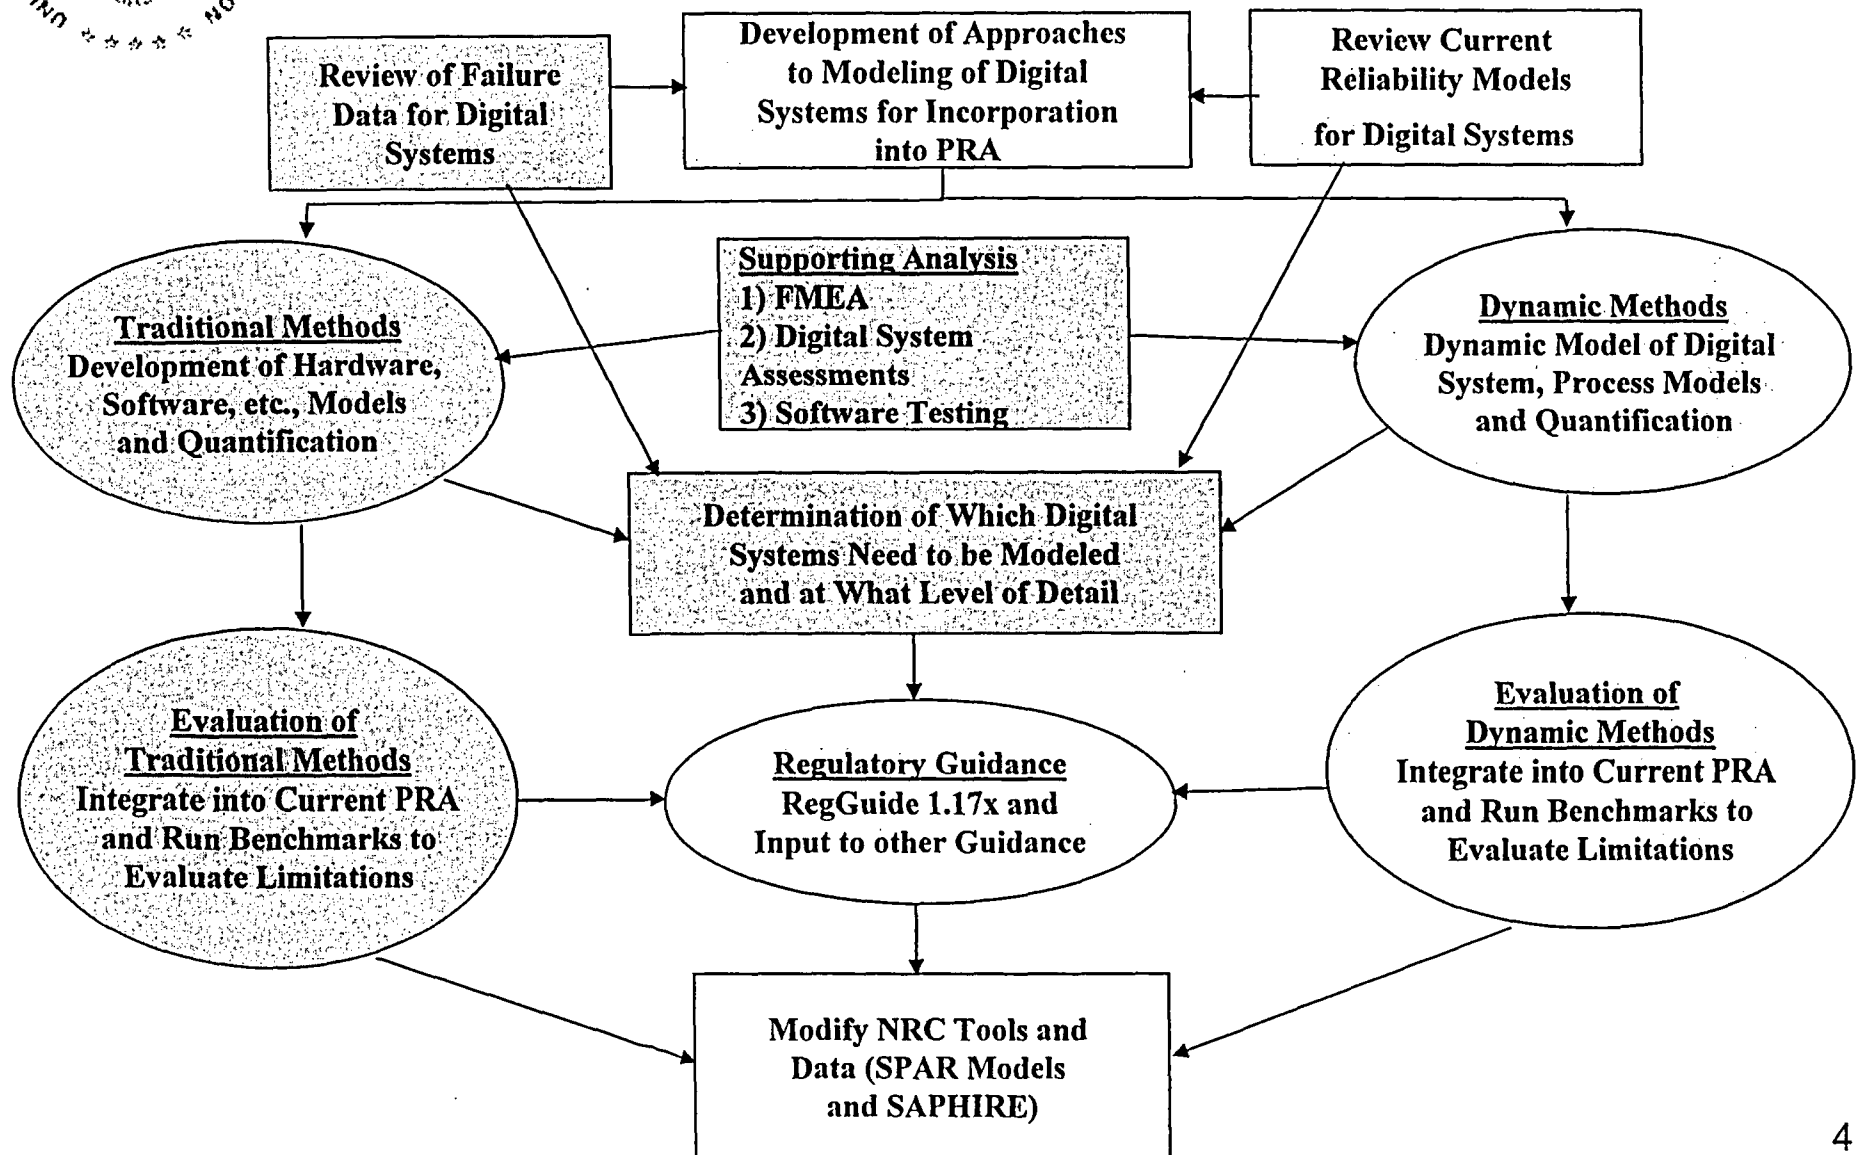 Review of Failure
Data for Digital
Systems
Development of Approaches
to Modeling of Digital
Systems for Incorporation
into PRA
Review Current
Reliability Models
for Digital Systems
Traditional Methods
Development of Hardware,
Software, etc., Models
and Quantification
Supporting Analysis
1) FMEA
2) Digital System
Assessments
3) Software Testing
Dynamic Methods
Dynamic Model of Digital
System, Process Models
and Quantification
Determination of Which Digital
Systems Need to be Modeled
and at What Level of Detail
Evaluation of
Traditional Methods
Integrate into Current PRA
and Run Benchmarks to
Evaluate Limitations
Regulatory Guidance
RegGuide 1.17x and
Input to other Guidance
Evaluation of
Dynamic Methods
Integrate into Current PRA
and Run Benchmarks to
Evaluate Limitations
Modify NRC Tools and
Data (SPAR Models
and SAPHIRE)
4